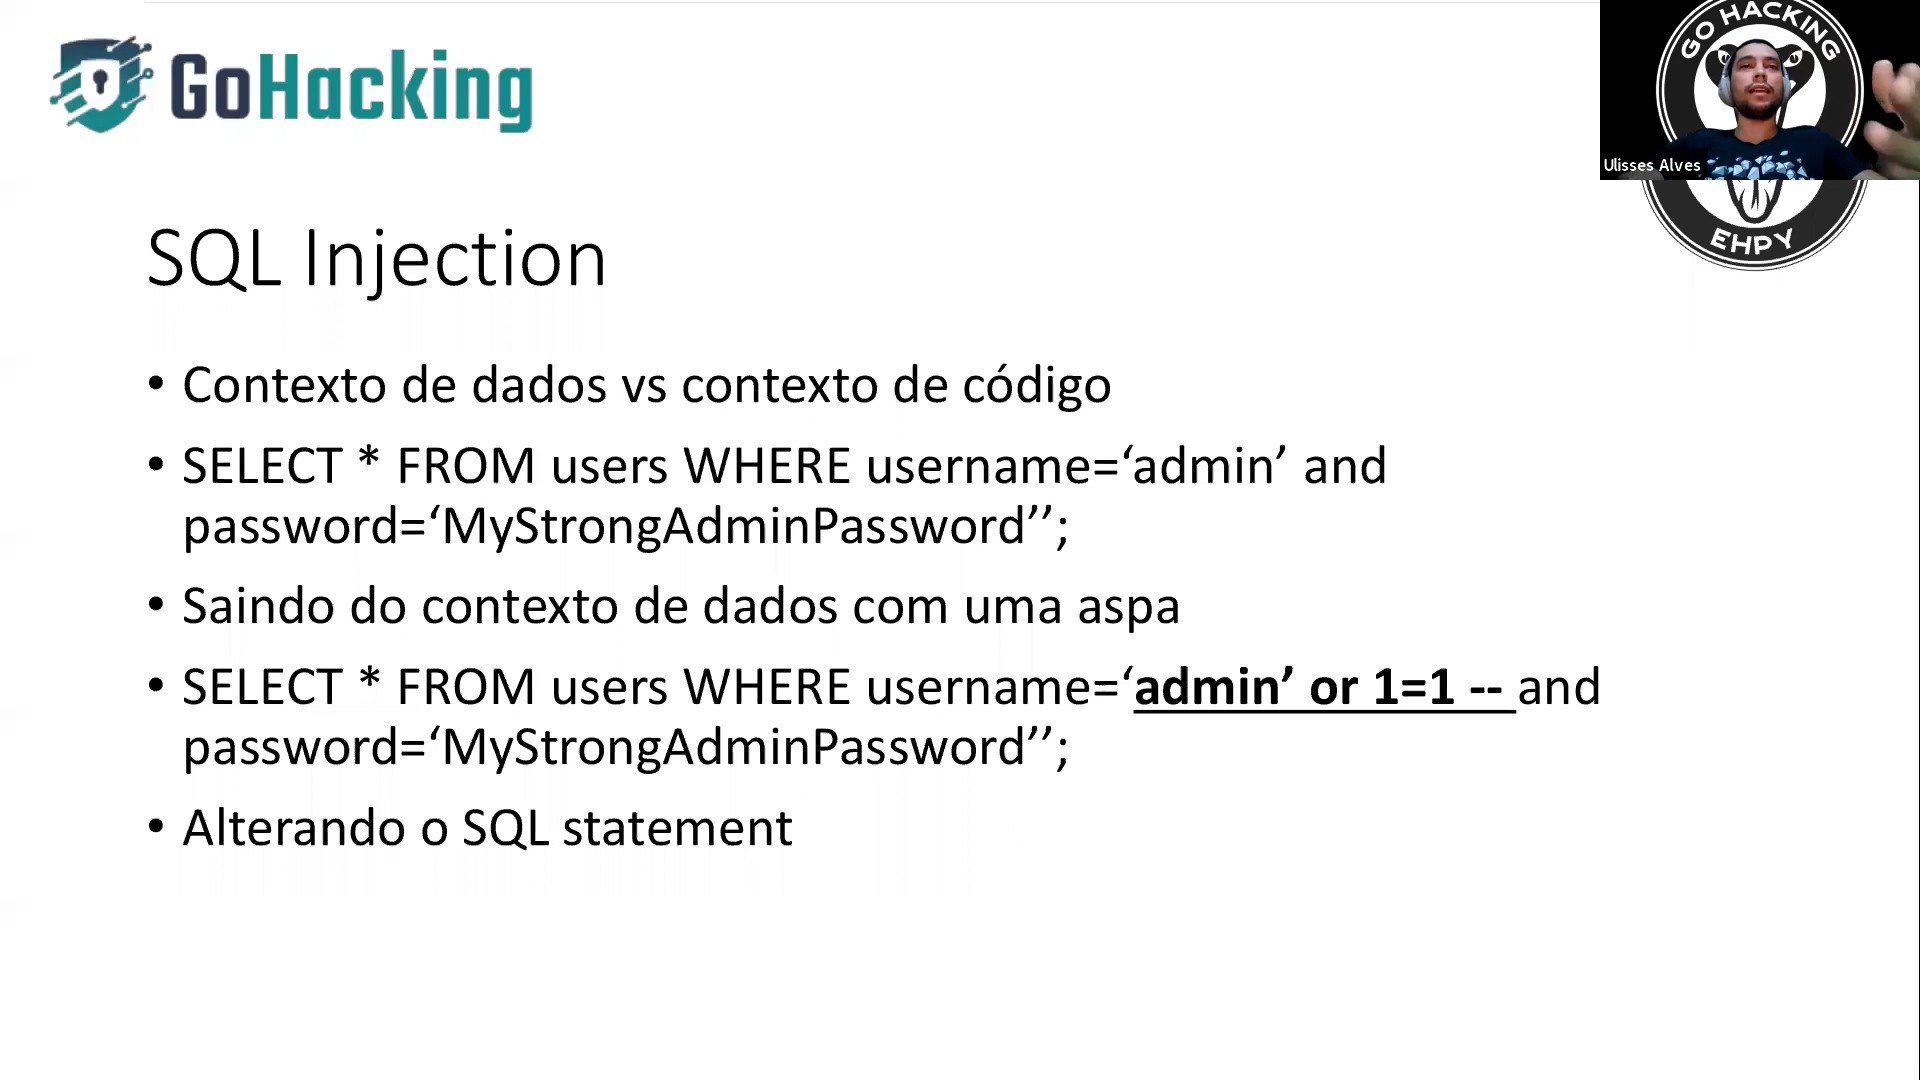 GoHacking
GO HACKING
Ulisses Alves
EHPY
SQL Injection
• Contexto de dados vs contexto de código
• SELECT * FROM users WHERE username=‘admin’ and
password=‘MyStrongAdminPassword’’;
• Saindo do contexto de dados com uma aspa
• SELECT * FROM users WHERE username=‘admin’ or 1=1 -- and
password=‘MyStrongAdminPassword’’;
• Alterando o SQL statement